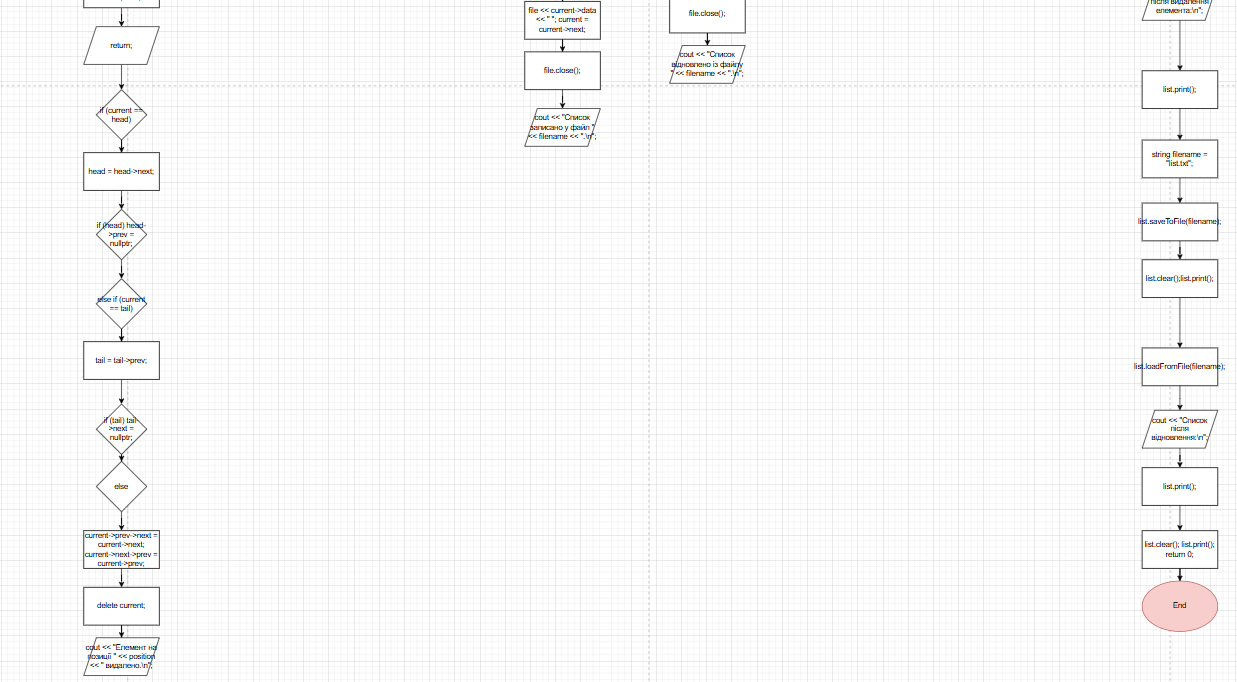 return;
if (current ==
head)
head = head->next;
if (head) head-
>prev =
nullptr;
else if (current
== tail)
tail = tail->prev;
if (tail) tail-
>next =
nullptr;
else
current->prev->next =
current->next;
current->next->prev =
current->prev;
delete current;
cout << "Елемент на
позиції " << position
<< " видалено.\n";
file << current->data
<< " "; current =
current->next;
file.close();
cout << "Список
записано у файл "
<< filename << ".\n";
file.close();
cout << "Список
відновлено із файлу
" << filename << ".\n";
після видалення
елемента:\n";
list.print();
string filename =
"list.txt";
list.saveToFile(filename);
list.clear();list.print();
list.loadFromFile(filename);
cout << "Список
після
відновлення:\n";
list.print();
list.clear(); list.print();
return 0;
End